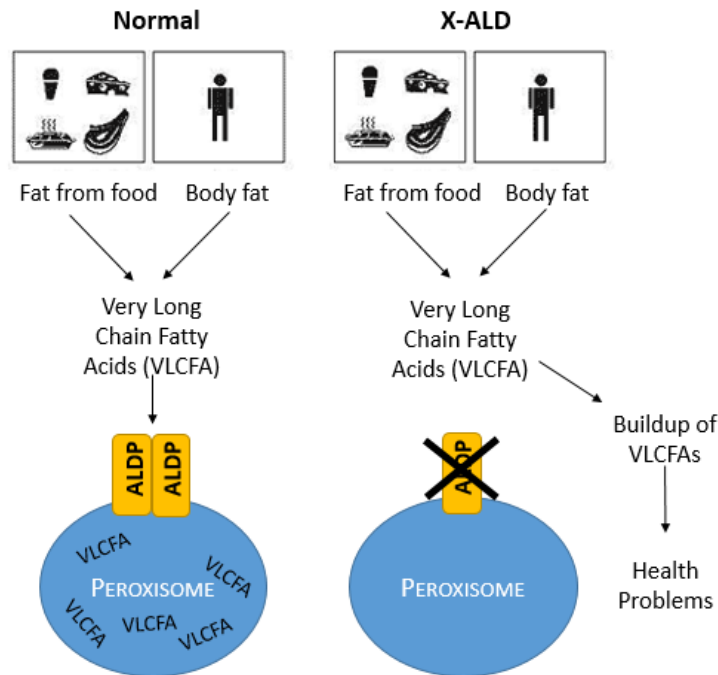 Normal
Fat from food
Body fat
Very Long
Chain Fatty
Acids (VLCFA)
ALDP
ALDP
PEROXISOME
VLCFA
VLCFA
VLCFA
VLCFA
VLCFA
X-ALD
Fat from food
Body fat
Very Long
Chain Fatty
Acids (VLCFA)
ALDP
PEROXISOME
Buildup of
VLCFAs
Health
Problems